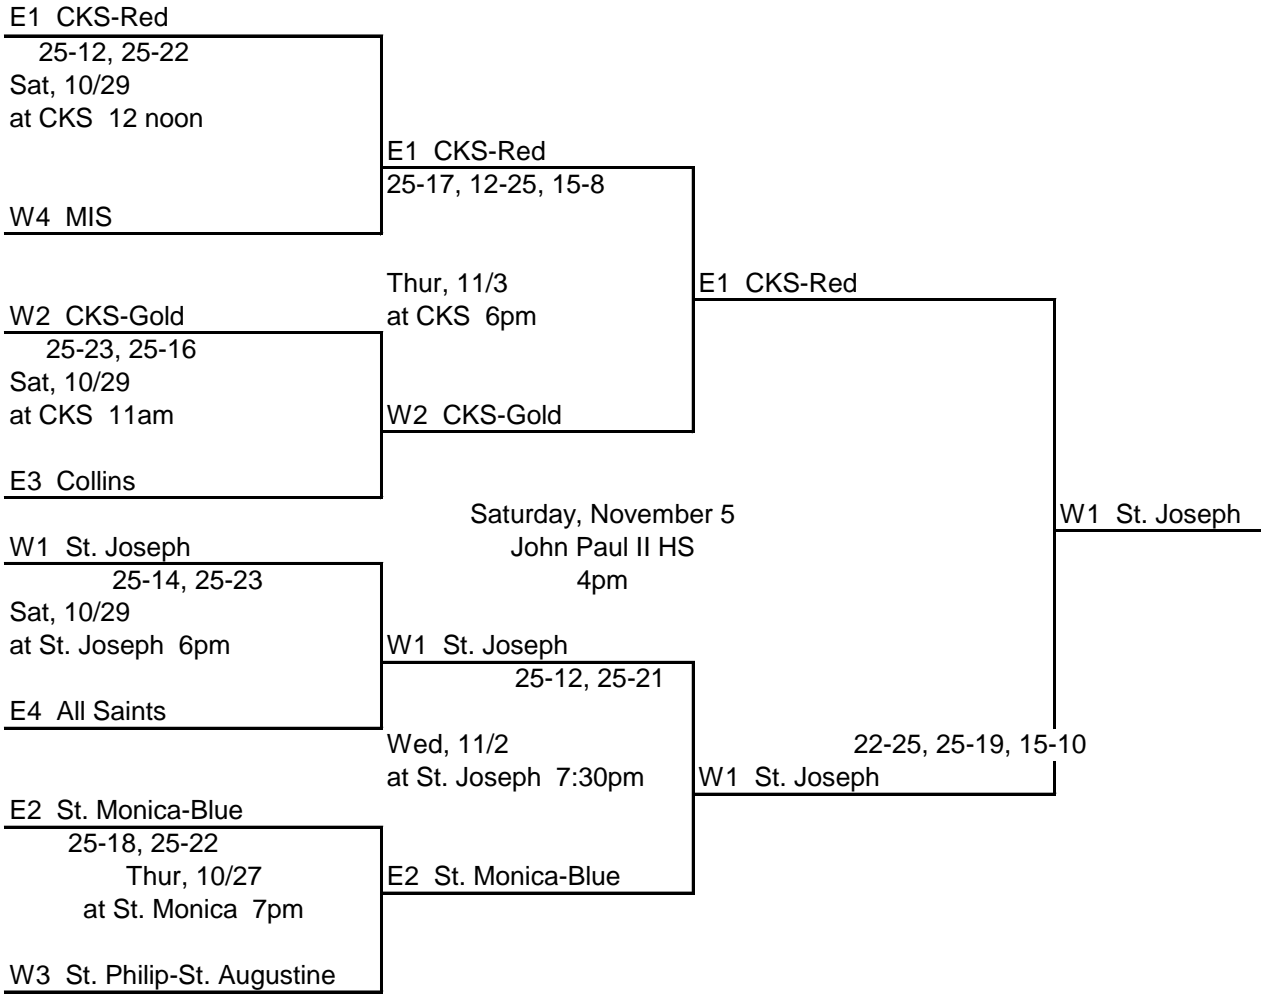 E1  CKS-Red
25-12, 25-22
Sat, 10/29
at CKS  12 noon
W4  MIS
W2  CKS-Gold
25-23, 25-16
Sat, 10/29
at CKS  11am
E3  Collins
W1  St. Joseph
25-14, 25-23
Sat, 10/29
at St. Joseph  6pm
E4  All Saints
E2  St. Monica-Blue
25-18, 25-22
Thur, 10/27
at St. Monica  7pm
W3  St. Philip-St. Augustine
E1  CKS-Red
25-17, 12-25, 15-8
Thur, 11/3
at CKS  6pm
W2  CKS-Gold
Saturday, November 5
John Paul II HS
4pm
W1  St. Joseph
25-12, 25-21
Wed, 11/2
at St. Joseph  7:30pm
E2  St. Monica-Blue
E1  CKS-Red
22-25, 25-19, 15-10
W1  St. Joseph
W1  St. Joseph